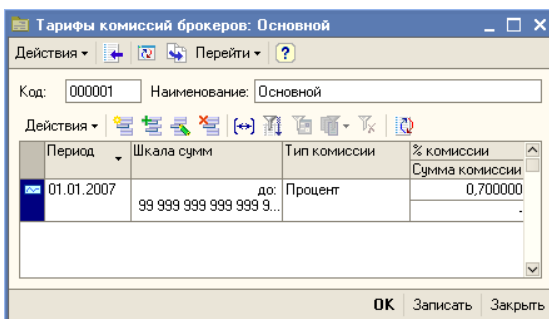 Тарифы комиссий брокеров: Основной
Действия Перейти ?
Код: 000001 Наименование: Основной
Действия
Период Шкала сумм Тип комиссии % комиссии
Сумма комиссии
01.01.2007 до: Процент 0,700000
99 999 999 999 999 9... .
OK Записать Закрыть